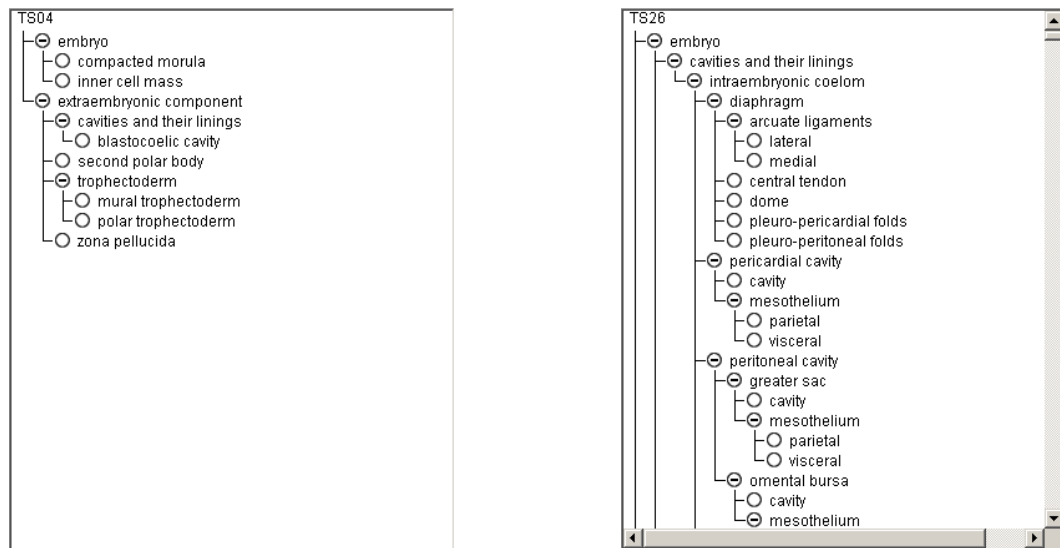 TS04
embryo
compacted morula
inner cell mass
extraembryonic component
cavities and their linings
blastocoelic cavity
second polar body
trophectoderm
mural trophectoderm
polar trophectoderm
zona pellucida
TS26
embryo
cavities and their linings
intraembryonic coelom
diaphragm
arcuate ligaments
lateral
medial
central tendon
dome
pleuro-pericardial folds
pleuro-peritoneal folds
pericardial cavity
cavity
mesothelium
parietal
visceral
peritoneal cavity
greater sac
cavity
mesothelium
parietal
visceral
omental bursa
cavity
mesothelium